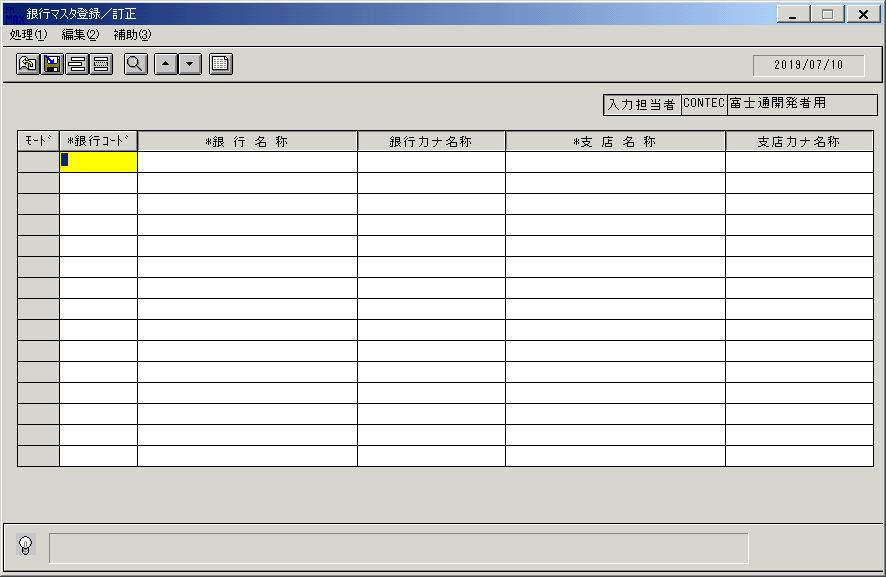 銀行マスタ登録／訂正
処理(1) 編集(2) 補助(3)
2019/07/10
入力担当者 CONTEC 富士通開発者用
ﾓｰﾄﾞ *銀行ｺｰﾄﾞ *銀 行 名 称 銀行カナ名称 *支 店 名 称 支店カナ名称